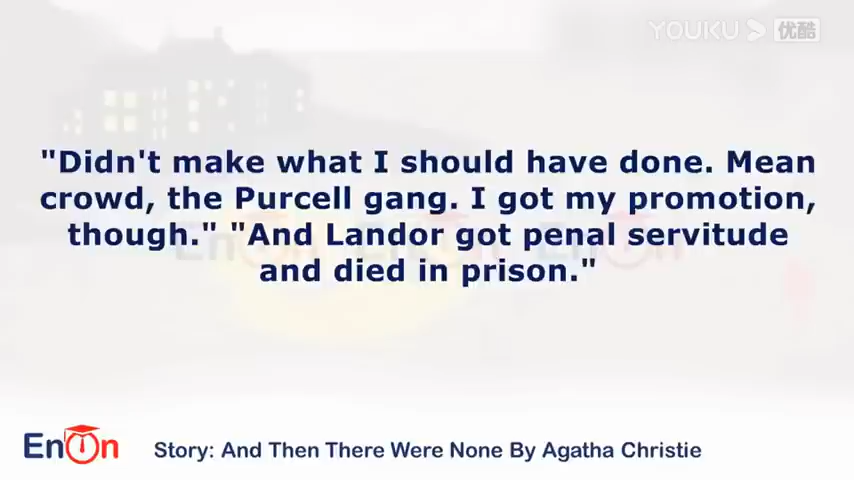 YOUKU 优酷
"Didn't make what I should have done. Mean
crowd, the Purcell gang. I got my promotion,
though." "And Landor got penal servitude
and died in prison."
EnOn
Story: And Then There Were None By Agatha Christie